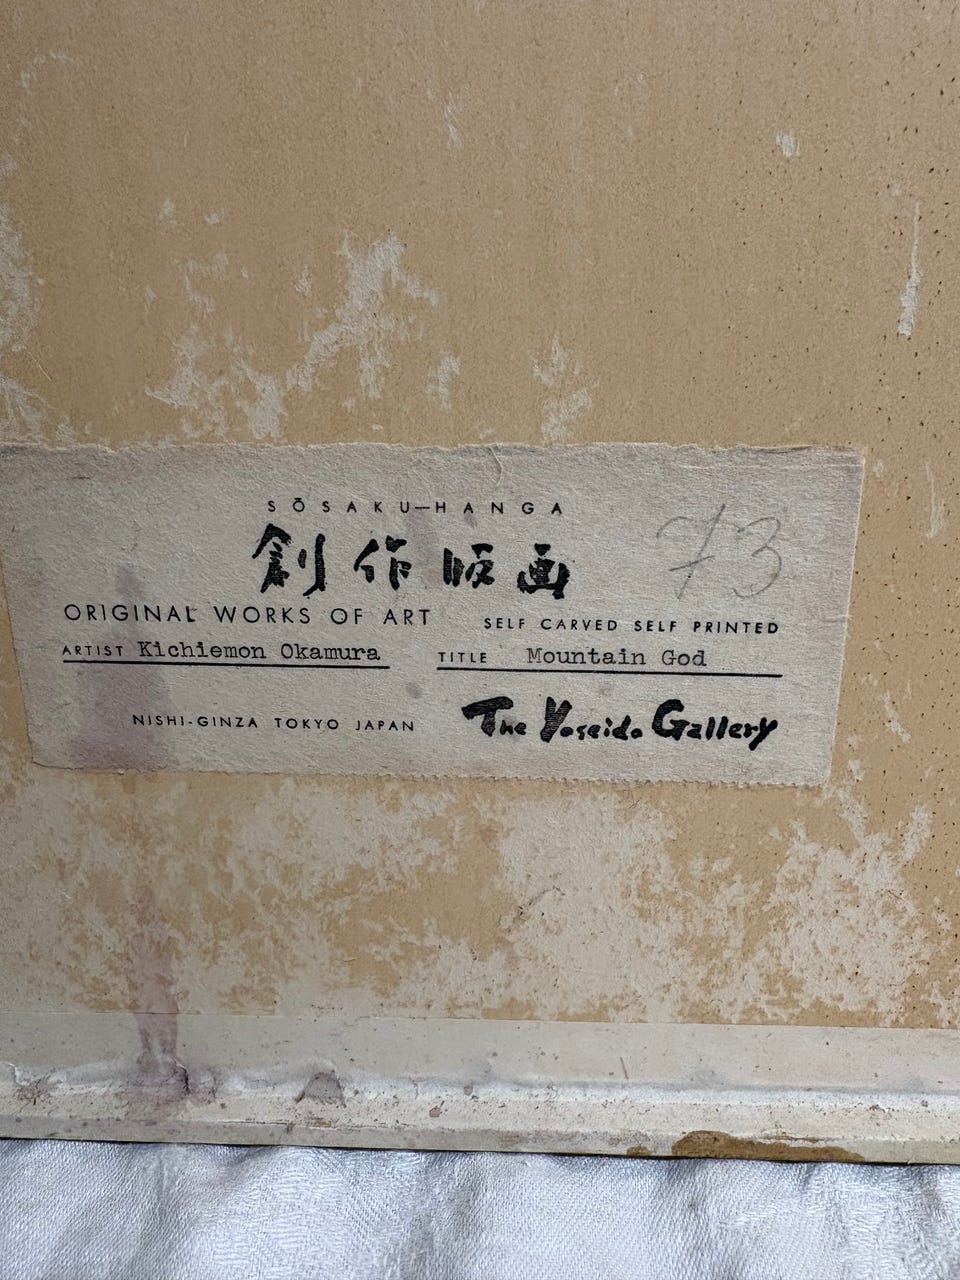 SŌSAKU—HANGA
創作版画
73
ORIGINAL WORKS OF ART
SELF CARVED SELF PRINTED
ARTIST Kichiemon Okamura
TITLE Mountain God
NISHI-GINZA TOKYO JAPAN
The Yoseido Gallery